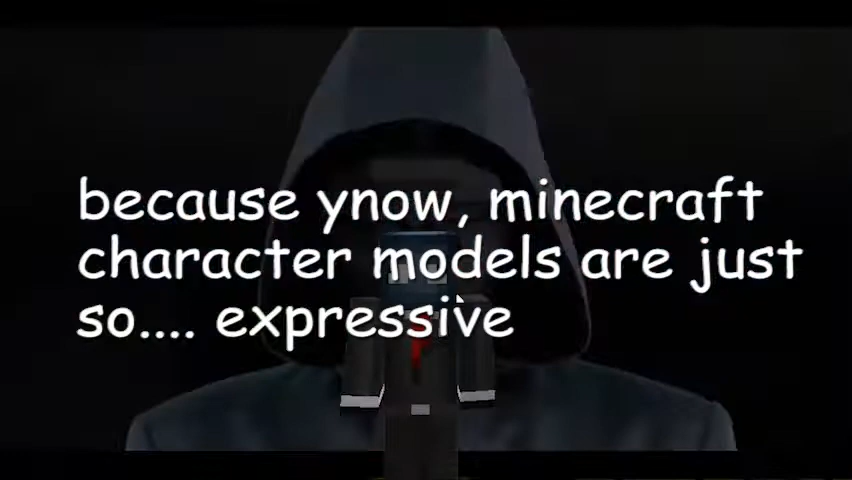 because ynow, minecraft
character models are just
so.... expressive